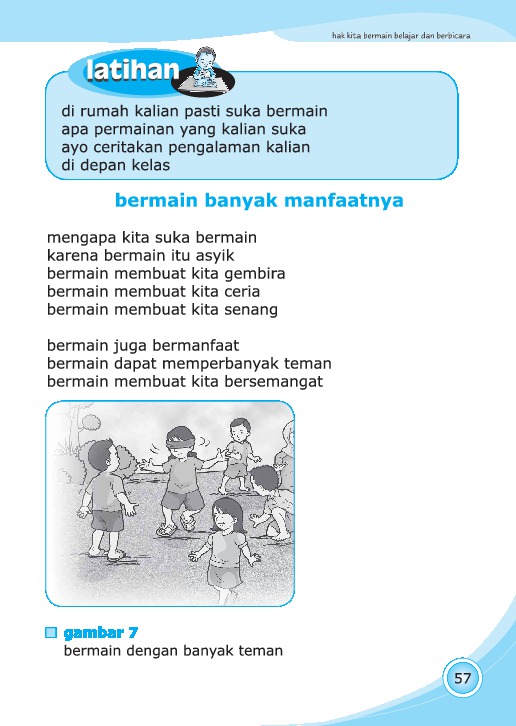 hak kita bermain belajar dan berbicara
latihan
di rumah kalian pasti suka bermain
apa permainan yang kalian suka
ayo ceritakan pengalaman kalian
di depan kelas
bermain banyak manfaatnya
mengapa kita suka bermain
karena bermain itu asyik
bermain membuat kita gembira
bermain membuat kita ceria
bermain membuat kita senang
bermain juga bermanfaat
bermain dapat memperbanyak teman
bermain membuat kita bersemangat
gambar 7
bermain dengan banyak teman
57